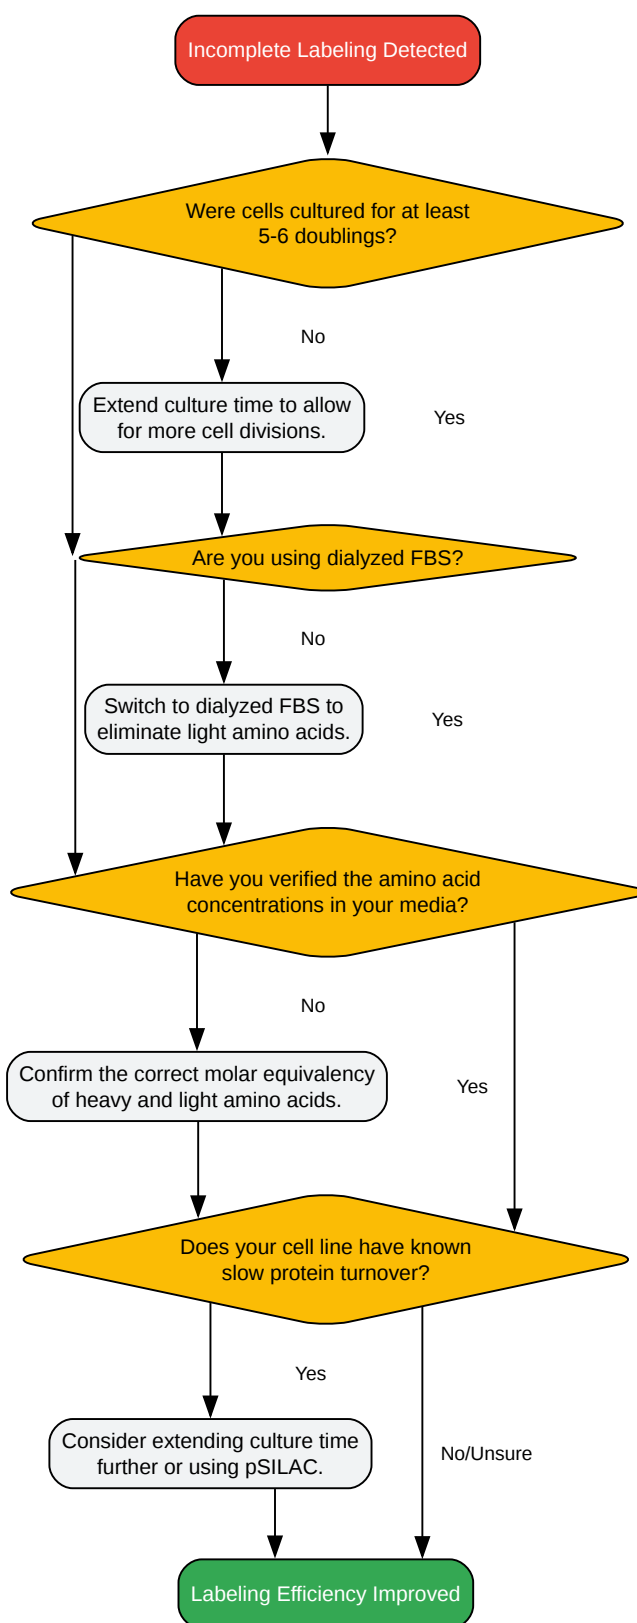 Incomplete Labeling Detected
Were cells cultured for at least
5-6 doublings?
No
Extend culture time to allow
for more cell divisions.
Yes
Are you using dialyzed FBS?
No
Switch to dialyzed FBS to
eliminate light amino acids.
Yes
Have you verified the amino acid
concentrations in your media?
No
Confirm the correct molar equivalency
of heavy and light amino acids.
Yes
Does your cell line have known
slow protein turnover?
Yes
Consider extending culture time
further or using pSILAC.
No/Unsure
Labeling Efficiency Improved